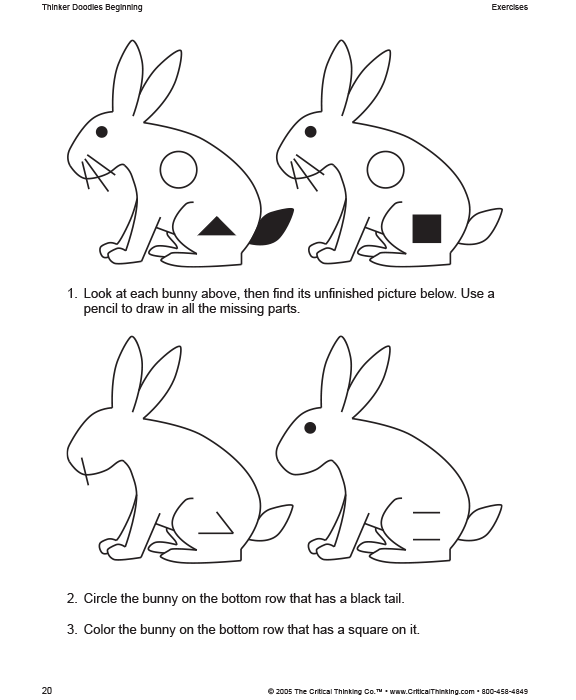 Thinker Doodles Beginning
Exercises
1. Look at each bunny above, then find its unfinished picture below. Use a
pencil to draw in all the missing parts.
2. Circle the bunny on the bottom row that has a black tail.
3. Color the bunny on the bottom row that has a square on it.
20
© 2005 The Critical Thinking Co.™ • www.CriticalThinking.com • 800-458-4849